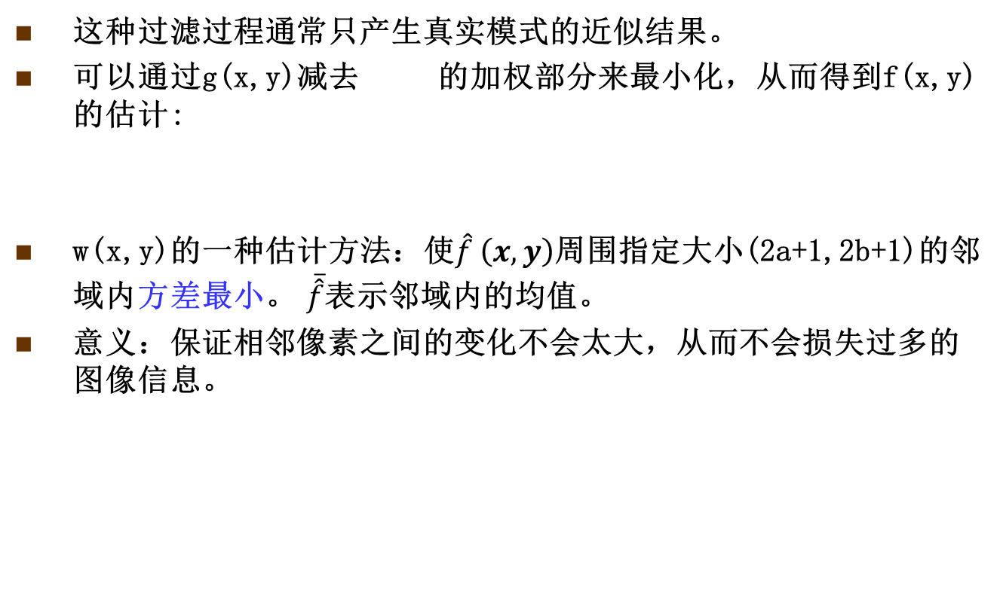 ■ 这种过滤过程通常只产生真实模式的近似结果。
■ 可以通过g(x,y)减去 的加权部分来最小化，从而得到f(x,y)
的估计:
■ w(x,y)的一种估计方法：使f̂ (x,y)周围指定大小(2a+1,2b+1)的邻
域内方差最小。 f̂̄表示邻域内的均值。
■ 意义：保证相邻像素之间的变化不会太大，从而不会损失过多的
图像信息。